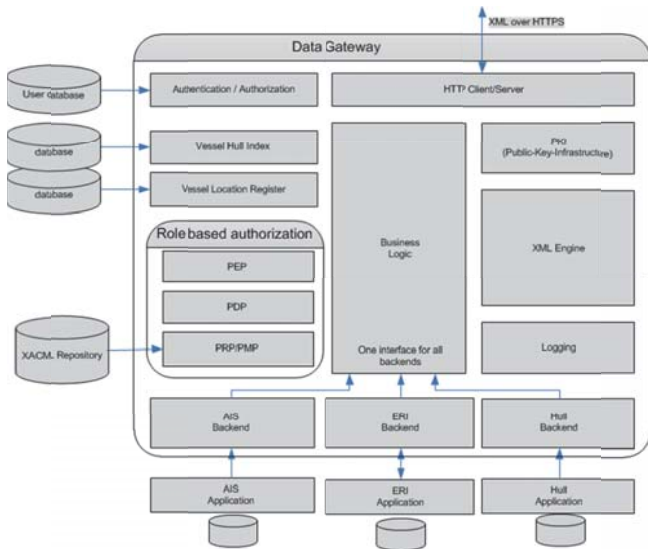 XML over HTTPS
Data Gateway
User database
Authentication / Authorization
HTTP Client/Server
database
Vessel Hull Index
PKI
(Public-Key-Infrastructure)
database
Vessel Location Register
Role based authorization
Business
Logic
XML Engine
PEP
PDP
XACML Repository
PRP/PMP
One interface for all
backends
Logging
AIS
Backend
ERI
Backend
Hull
Backend
AIS
Application
ERI
Application
Hull
Application